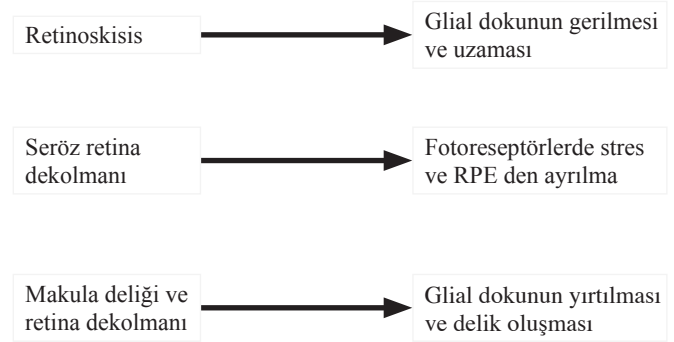 Retinoskisis
Glial dokunun gerilmesi
ve uzaması
Seröz retina
dekolmanı
Fotoreseptörlerde stres
ve RPE den ayrılma
Makula deliği ve
retina dekolmanı
Glial dokunun yırtılması
ve delik oluşması